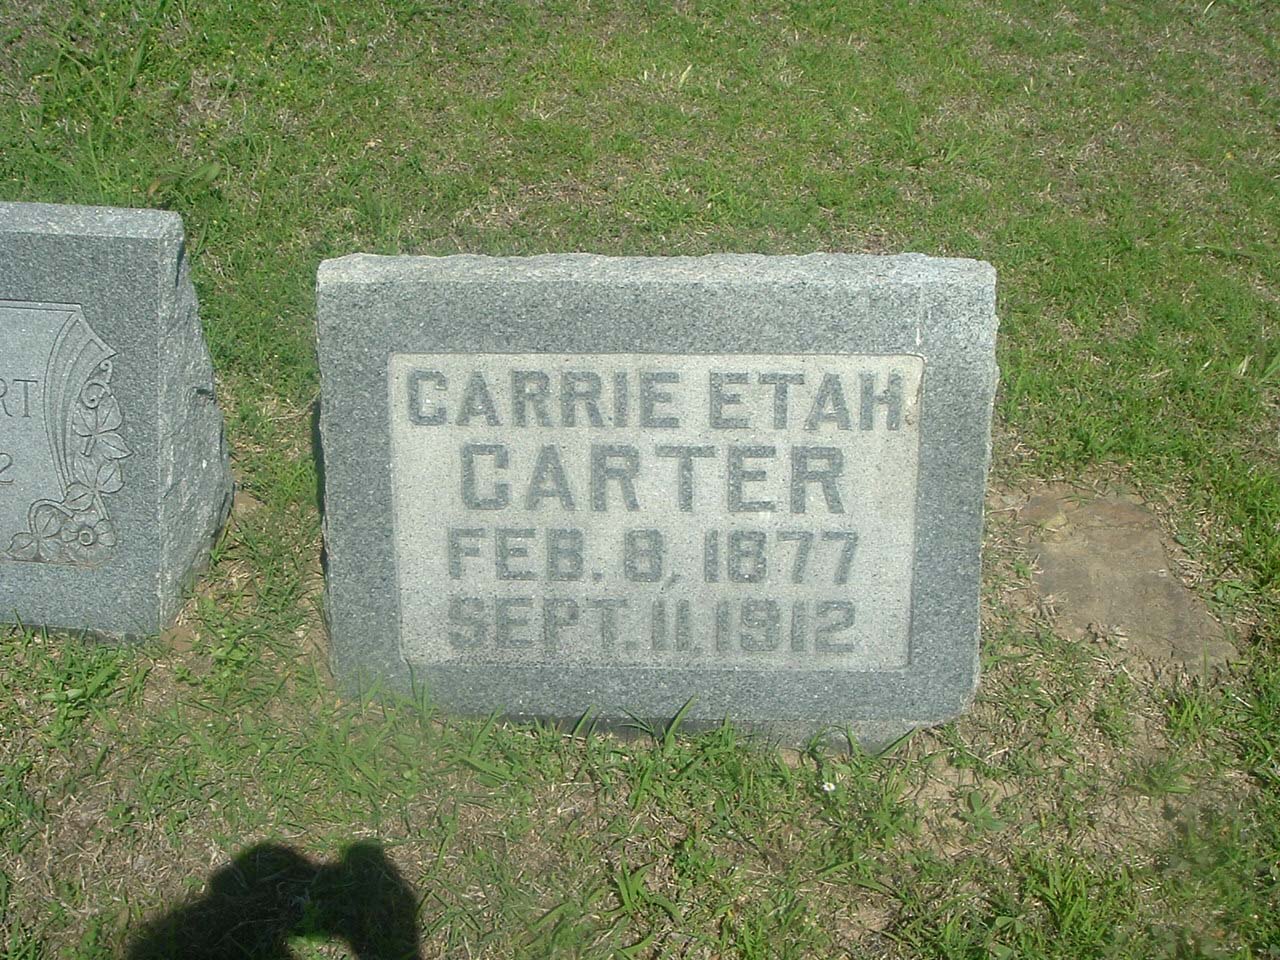 CARRIE ETAH
CARTER
FEB. 8, 1877
SEPT. 11, 1912